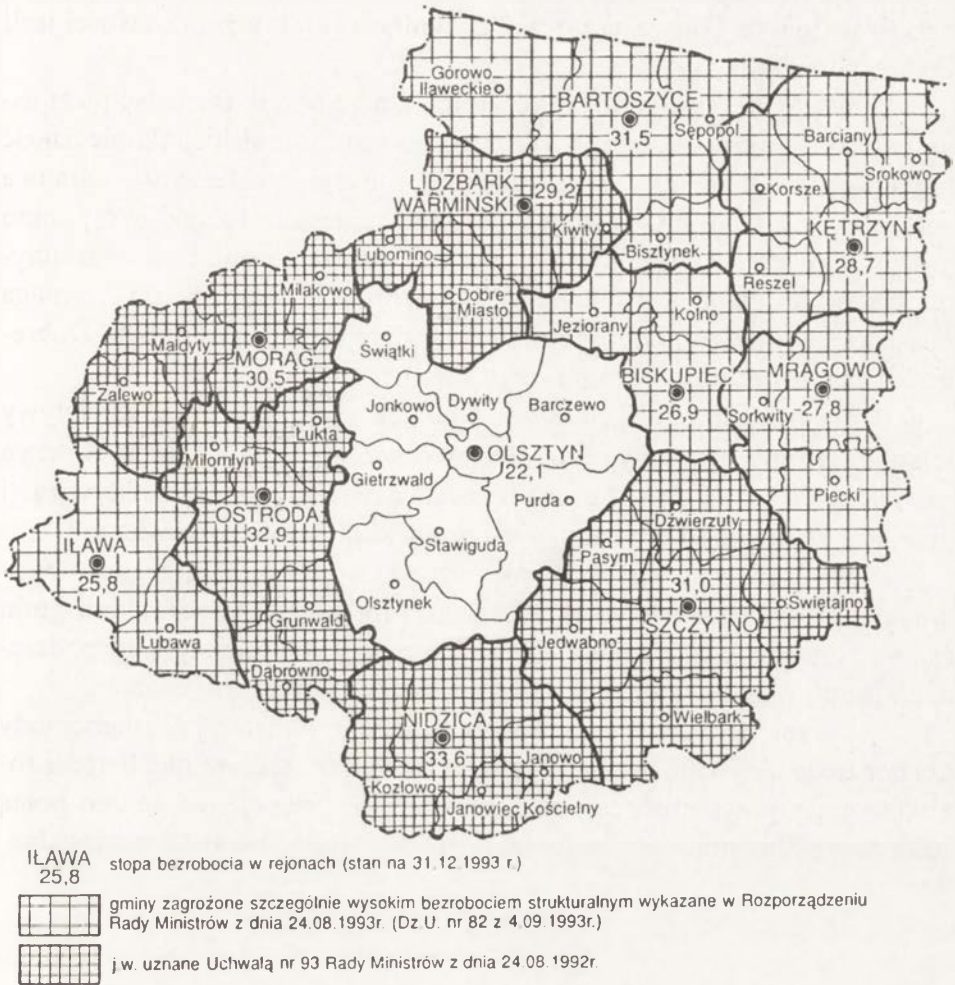 Górowo
Iławeckie
BARTOSZYCE
31,5
Sępopol
Barciany
Srokowo
Korsze
LIDZBARK
WARMIŃSKI
29,2
Kiwity
Bisztynek
KĘTRZYN
28,7
Reszel
Lubomino
Miłakowo
Dobre
Miasto
Jeziorany
Kolno
Małdyty
MORĄG
30,5
Świątki
Zalewo
BISKUPIEC
26,9
MRĄGOWO
27,8
Sorkwity
Jonkowo
Dywity
Barczewo
Łukta
Miłomłyn
OLSZTYN
22,1
Gietrzwałd
Purda
Piecki
OSTRÓDA
32,9
Dźwierzuty
Stawiguda
Pasym
IŁAWA
25,8
31,0
SZCZYTNO
Świętajno
Olsztynek
Grunwald
Lubawa
Jedwabno
Dąbrówno
NIDZICA
33,6
Wielbark
Janowo
Kozłowo
Janowiec Kościelny
IŁAWA
25,8
stopa bezrobocia w rejonach (stan na 31.12.1993 r.)
gminy zagrożone szczególnie wysokim bezrobociem strukturalnym wykazane w Rozporządzeniu
Rady Ministrów z dnia 24.08.1993r. (Dz.U. nr 82 z 4.09.1993r.)
j.w. uznane Uchwałą nr 93 Rady Ministrów z dnia 24.08.1992r.